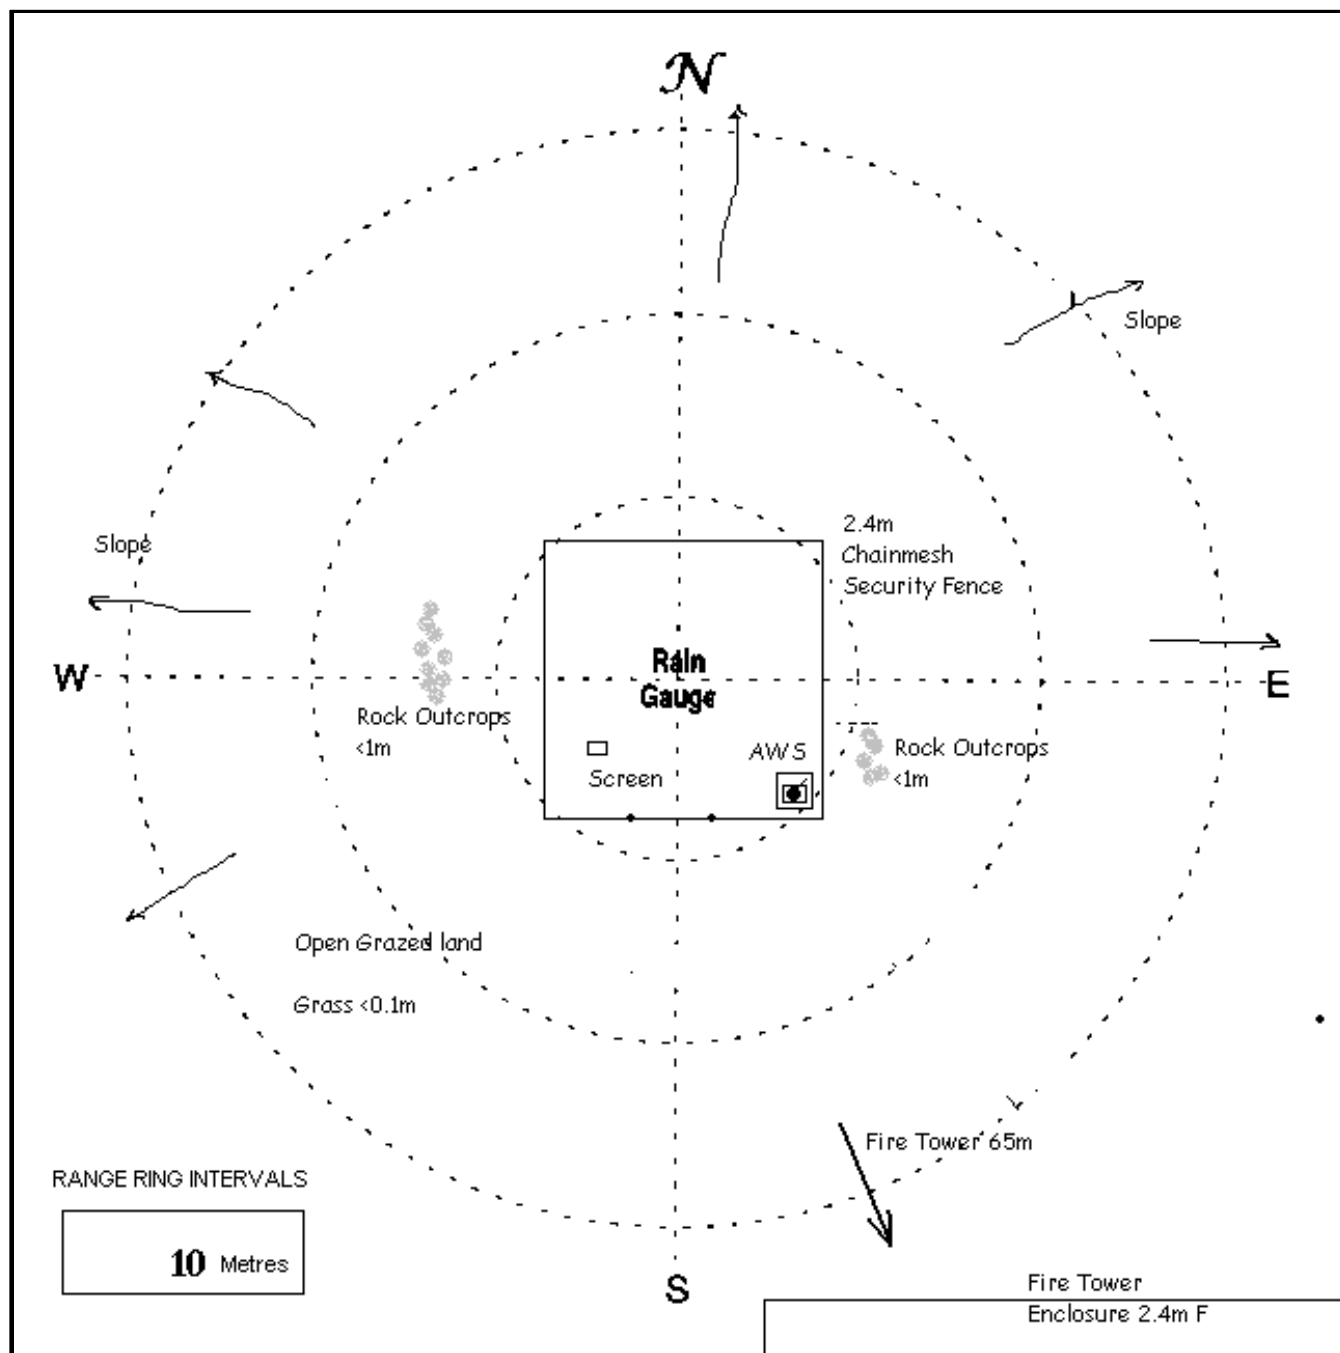 N
Slope
2.4m
Chainmesh
Security Fence
Slope
W
Rain
Gauge
E
Rock Outcrops
<1m
AWS
Rock Outcrops
<1m
Screen
Open Grazed land
Grass <0.1m
Fire Tower 65m
RANGE RING INTERVALS
10 Metres
S
Fire Tower
Enclosure 2.4m F